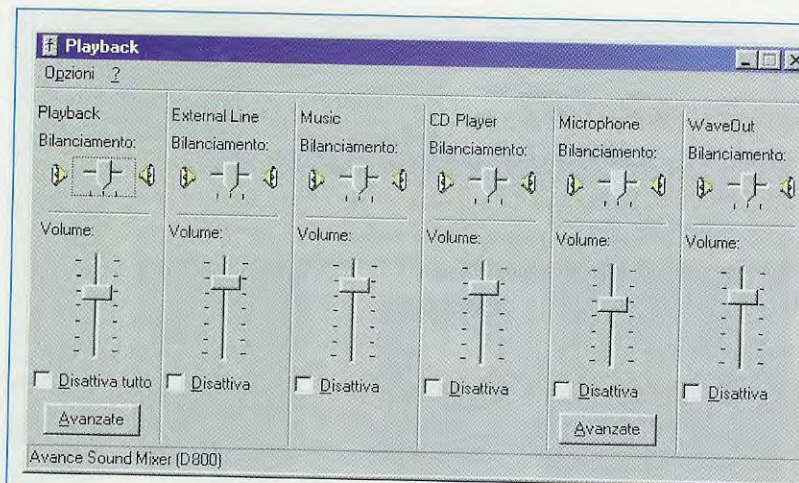 Playback
Opzioni ?
Playback
Bilanciamento:
Volume:
Disattiva tutto
Avanzate
External Line
Bilanciamento:
Volume:
Disattiva
Music
Bilanciamento:
Volume:
Disattiva
CD Player
Bilanciamento:
Volume:
Disattiva
Microphone
Bilanciamento:
Volume:
Disattiva
Avanzate
WaveOut
Bilanciamento:
Volume:
Disattiva
Avance Sound Mixer (D800)